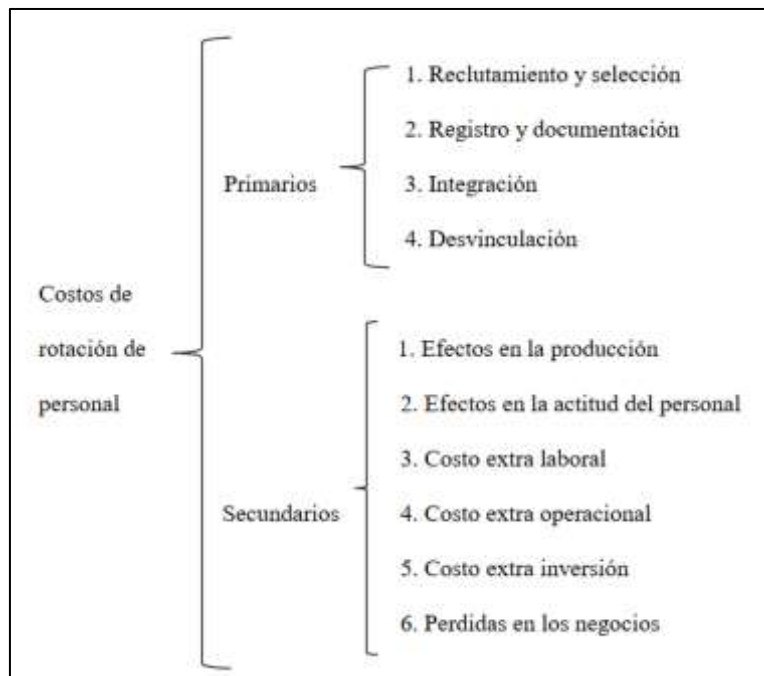 Costos de
rotación de
personal
Primarios
1. Reclutamiento y selección
2. Registro y documentación
3. Integración
4. Desvinculación
Secundarios
1. Efectos en la producción
2. Efectos en la actitud del personal
3. Costo extra laboral
4. Costo extra operacional
5. Costo extra inversión
6. Perdidas en los negocios